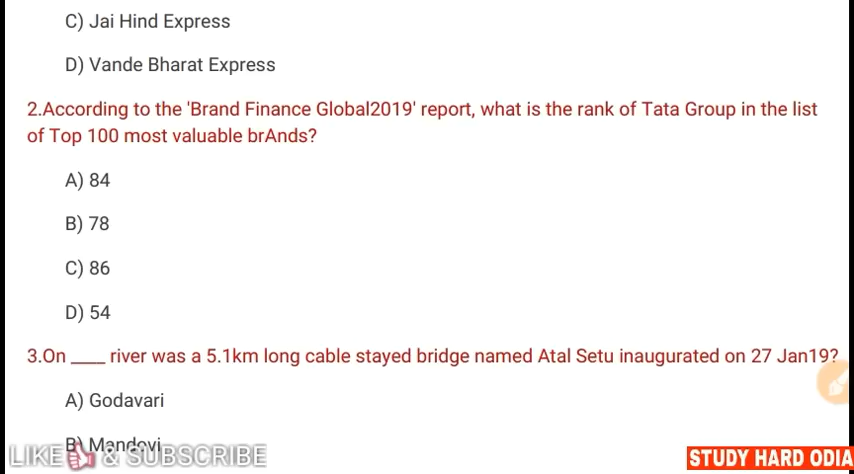 C) Jai Hind Express
D) Vande Bharat Express
2.According to the 'Brand Finance Global2019' report, what is the rank of Tata Group in the list
of Top 100 most valuable brAnds?
A) 84
B) 78
C) 86
D) 54
3.On ____ river was a 5.1km long cable stayed bridge named Atal Setu inaugurated on 27 Jan19?
A) Godavari
B) Mandovi
LIKE & SUBSCRIBE
STUDY HARD ODIA